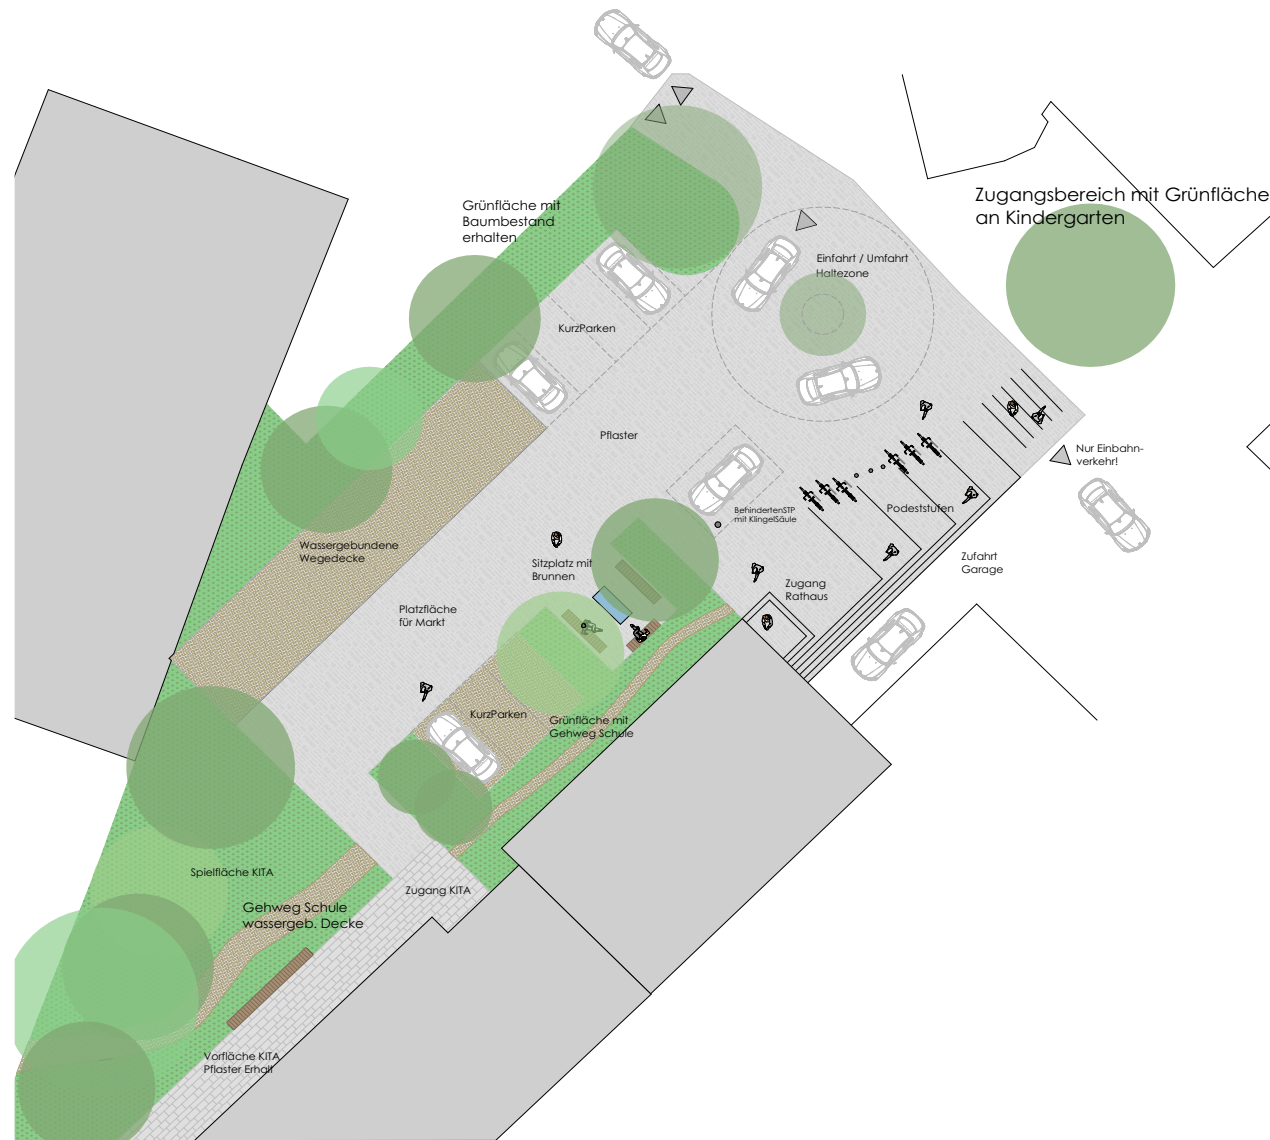 Zugangsbereich mit Grünfläche
an Kindergarten
Grünfläche mit
Baumbestand
erhalten
Einfahrt / Umfahrt
Haltezone
KurzParken
Pflaster
Nur Einbahn-
verkehr!
BehindertenSTP
mit KlingelSäule
Podeststufen
Wassergebundene
Wegedecke
Sitzplatz mit
Brunnen
Zufahrt
Garage
Zugang
Rathaus
Platzfläche
für Markt
KurzParken
Grünfläche mit
Gehweg Schule
Spielfläche KITA
Zugang KITA
Gehweg Schule
wassergeb. Decke
Vorfläche KITA
Pflaster Erhalt